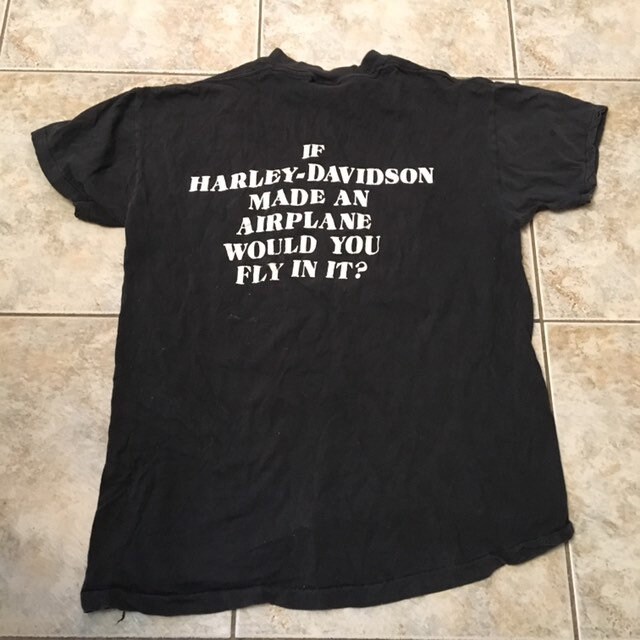 IF
HARLEY-DAVIDSON
MADE AN
AIRPLANE
WOULD YOU
FLY IN IT?